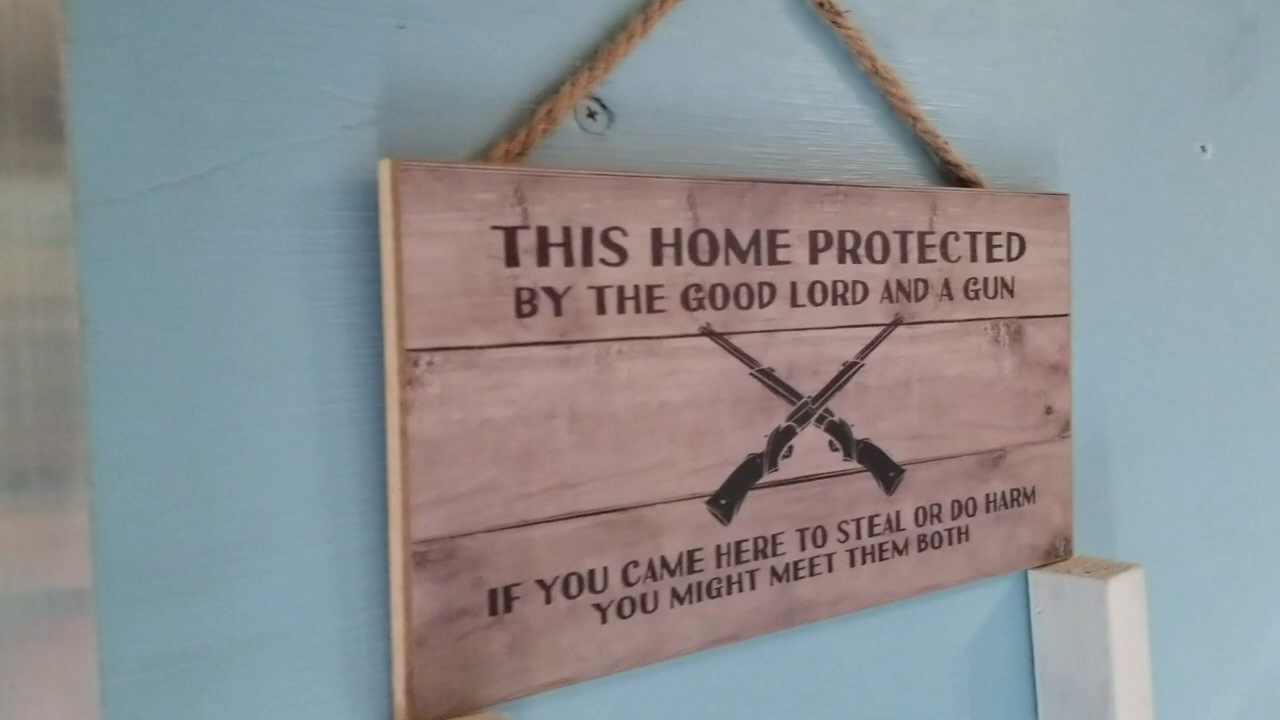 THIS HOME PROTECTED
BY THE GOOD LORD AND A GUN
IF YOU CAME HERE TO STEAL OR DO HARM
YOU MIGHT MEET THEM BOTH